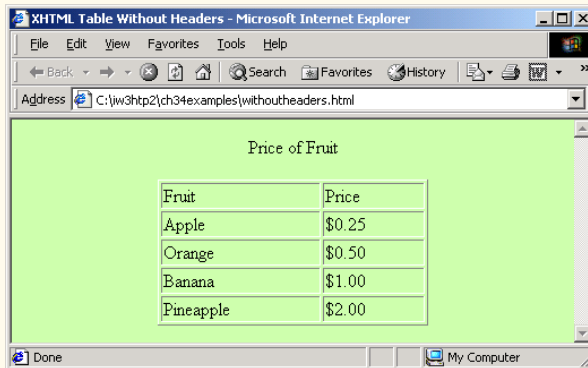 XHTML Table Without Headers - Microsoft Internet Explorer
File Edit View Favorites Tools Help
Back Search Favorites History
Address C:\iw3htp2\ch34examples\withoutheaders.html
Price of Fruit
Fruit Price
Apple $0.25
Orange $0.50
Banana $1.00
Pineapple $2.00
Done My Computer